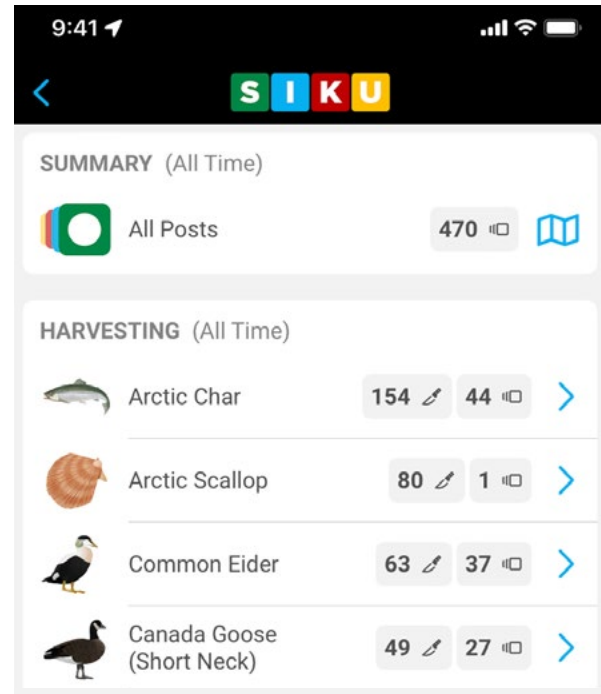 9:41
SIKU
SUMMARY (All Time)
All Posts 470
HARVESTING (All Time)
Arctic Char 154 44
Arctic Scallop 80 1
Common Eider 63 37
Canada Goose
(Short Neck) 49 27